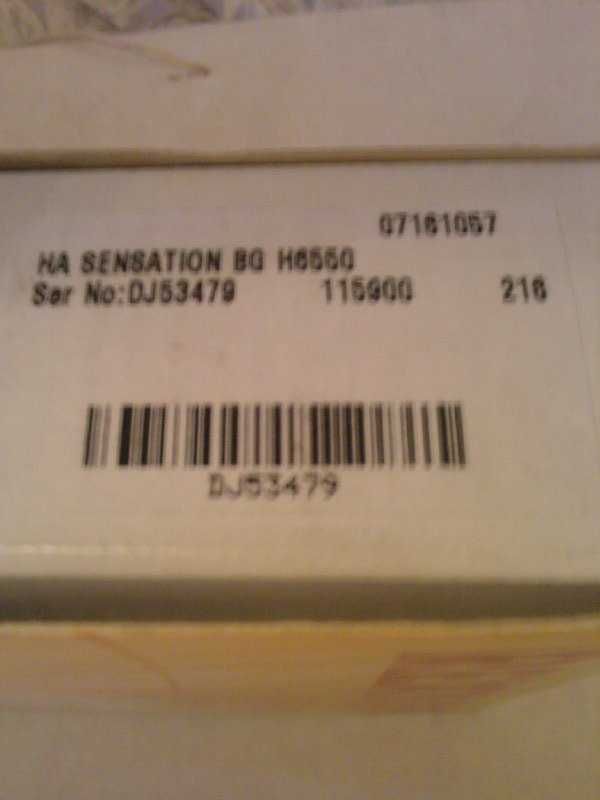 07161057
HA SENSATION BG H6550
Ser No:DJ53479 115900 216
DJ53479